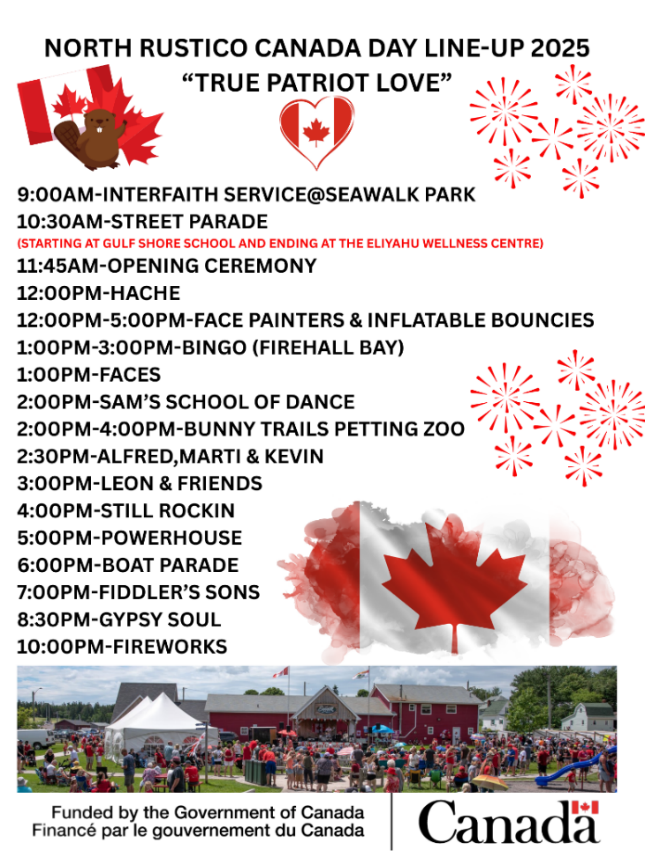 NORTH RUSTICO CANADA DAY LINE-UP 2025
“TRUE PATRIOT LOVE”
9:00AM-INTERFAITH SERVICE@SEAWALK PARK
10:30AM-STREET PARADE
(STARTING AT GULF SHORE SCHOOL AND ENDING AT THE ELIYAHU WELLNESS CENTRE)
11:45AM-OPENING CEREMONY
12:00PM-HACHE
12:00PM-5:00PM-FACE PAINTERS & INFLATABLE BOUNCIES
1:00PM-3:00PM-BINGO (FIREHALL BAY)
1:00PM-FACES
2:00PM-SAM’S SCHOOL OF DANCE
2:00PM-4:00PM-BUNNY TRAILS PETTING ZOO
2:30PM-ALFRED,MARTI & KEVIN
3:00PM-LEON & FRIENDS
4:00PM-STILL ROCKIN
5:00PM-POWERHOUSE
6:00PM-BOAT PARADE
7:00PM-FIDDLER’S SONS
8:30PM-GYPSY SOUL
10:00PM-FIREWORKS
Funded by the Government of Canada
Financé par le gouvernement du Canada
Canada